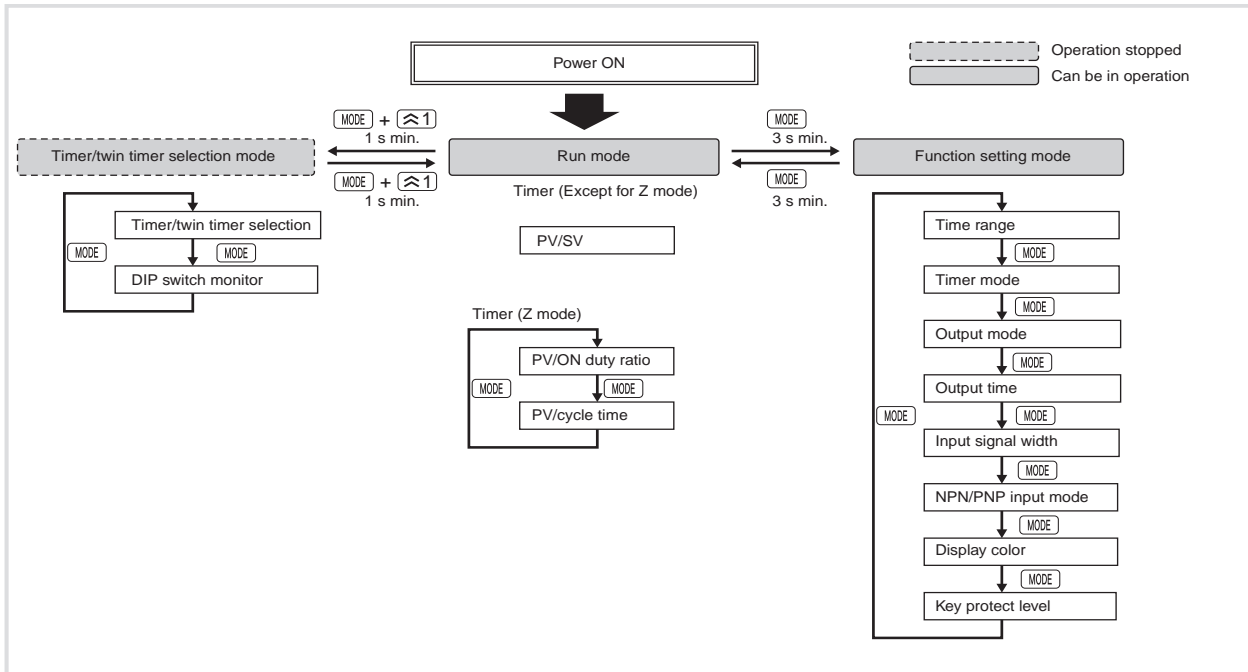 Power ON
Operation stopped
Can be in operation
MODE + ⌃1
1 s min.
MODE
3 s min.
Timer/twin timer selection mode
Run mode
Function setting mode
MODE + ⌃1
1 s min.
MODE
3 s min.
Timer/twin timer selection
MODE
MODE
DIP switch monitor
Timer (Except for Z mode)
PV/SV
Timer (Z mode)
PV/ON duty ratio
MODE
MODE
PV/cycle time
Time range
MODE
Timer mode
MODE
Output mode
MODE
Output time
MODE
MODE
Input signal width
MODE
NPN/PNP input mode
MODE
Display color
MODE
Key protect level